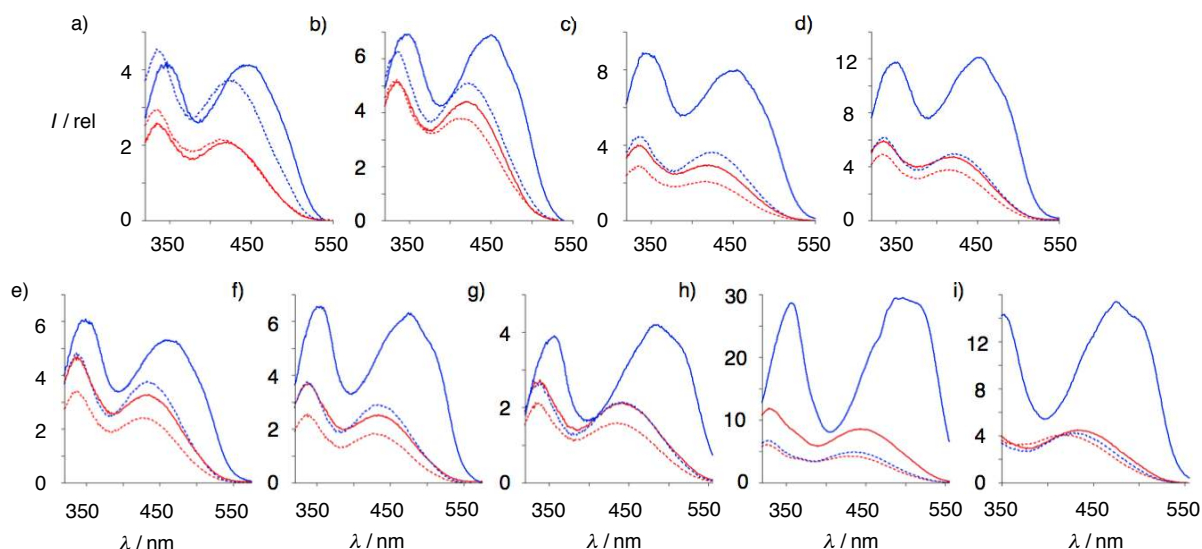 a) b) c) d)
I / rel
4 2 0
6 4 2 0
8 4 0
12 8 4 0
350 450 550 350 450 550 350 450 550 350 450 550
e) f) g) h) i)
6 4 2 0
6 4 2 0
4 2 0
30 20 10 0
12 8 4 0
350 450 550 350 450 550 350 450 550 350 450 550 350 450 550
λ / nm λ / nm λ / nm λ / nm λ / nm